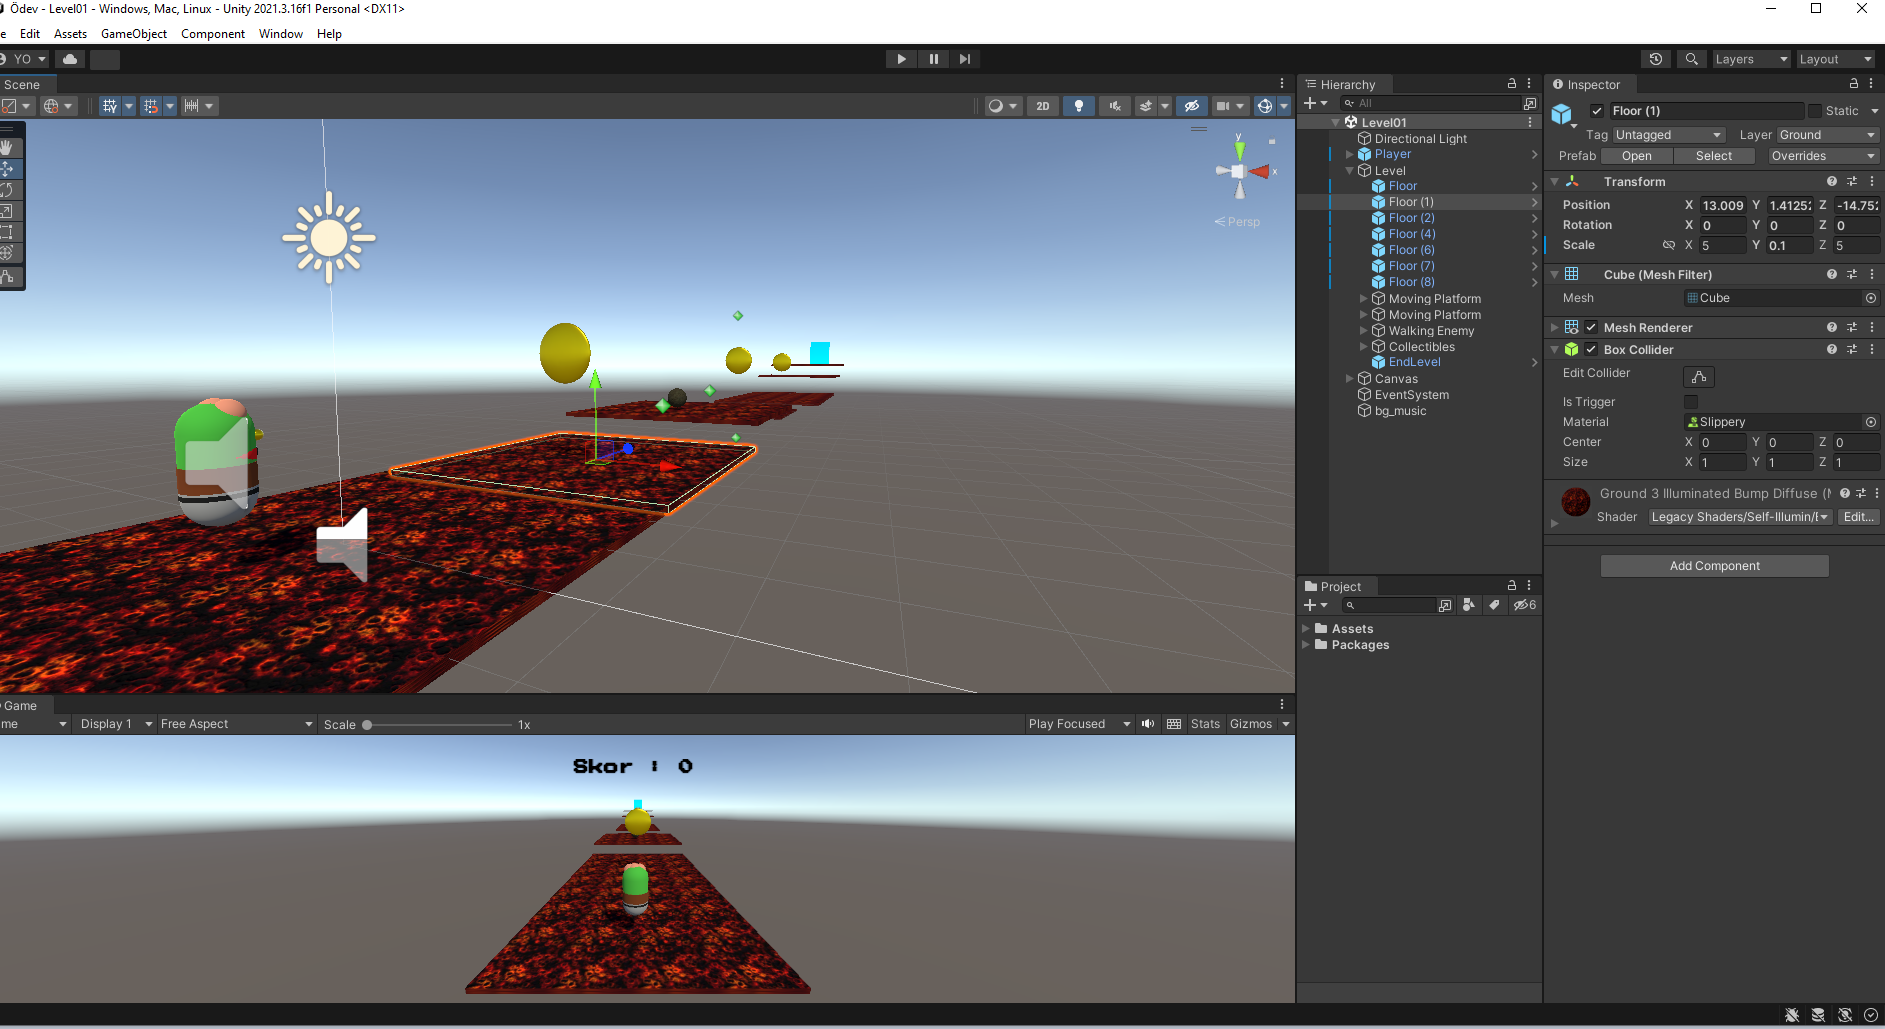 Ödev - Level01 - Windows, Mac, Linux - Unity 2021.3.16f1 Personal <DX11>
Edit Assets GameObject Component Window Help
YO
Layers Layout
Scene
2D
y
x
Persp
Hierarchy
All
Level01
Directional Light
Player
Level
Floor
Floor (1)
Floor (2)
Floor (4)
Floor (6)
Floor (7)
Floor (8)
Moving Platform
Moving Platform
Walking Enemy
Collectibles
EndLevel
Canvas
EventSystem
bg_music
Project
6
Assets
Packages
Inspector
Floor (1) Static
Tag Untagged Layer Ground
Prefab Open Select Overrides
Transform
Position X 13.009 Y 1.4125 Z -14.75
Rotation X 0 Y 0 Z 0
Scale X 5 Y 0.1 Z 5
Cube (Mesh Filter)
Mesh Cube
Mesh Renderer
Box Collider
Edit Collider
Is Trigger
Material Slippery
Center X 0 Y 0 Z 0
Size X 1 Y 1 Z 1
Ground 3 Illuminated Bump Diffuse (
Shader Legacy Shaders/Self-Illumin/ Edit...
Add Component
Game
me Display 1 Free Aspect Scale 1x Play Focused Stats Gizmos
Skor : 0